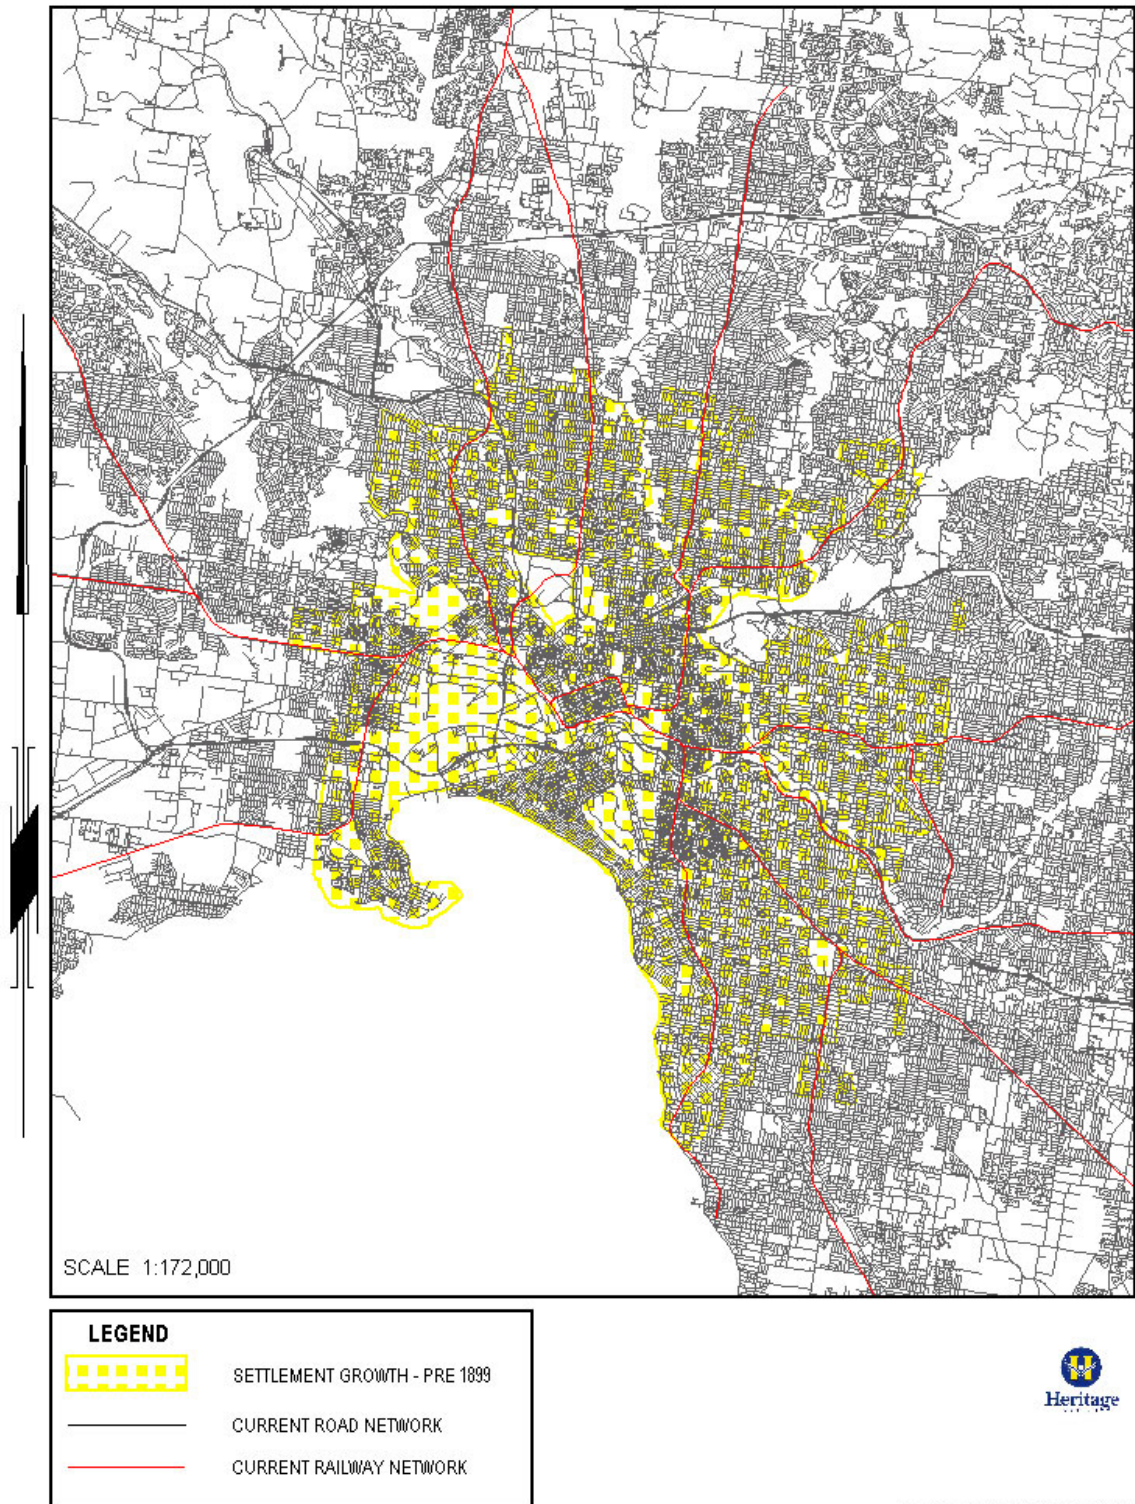 SCALE 1:172,000
LEGEND
SETTLEMENT GROWTH - PRE 1899
CURRENT ROAD NETWORK
CURRENT RAILWAY NETWORK
H
Heritage